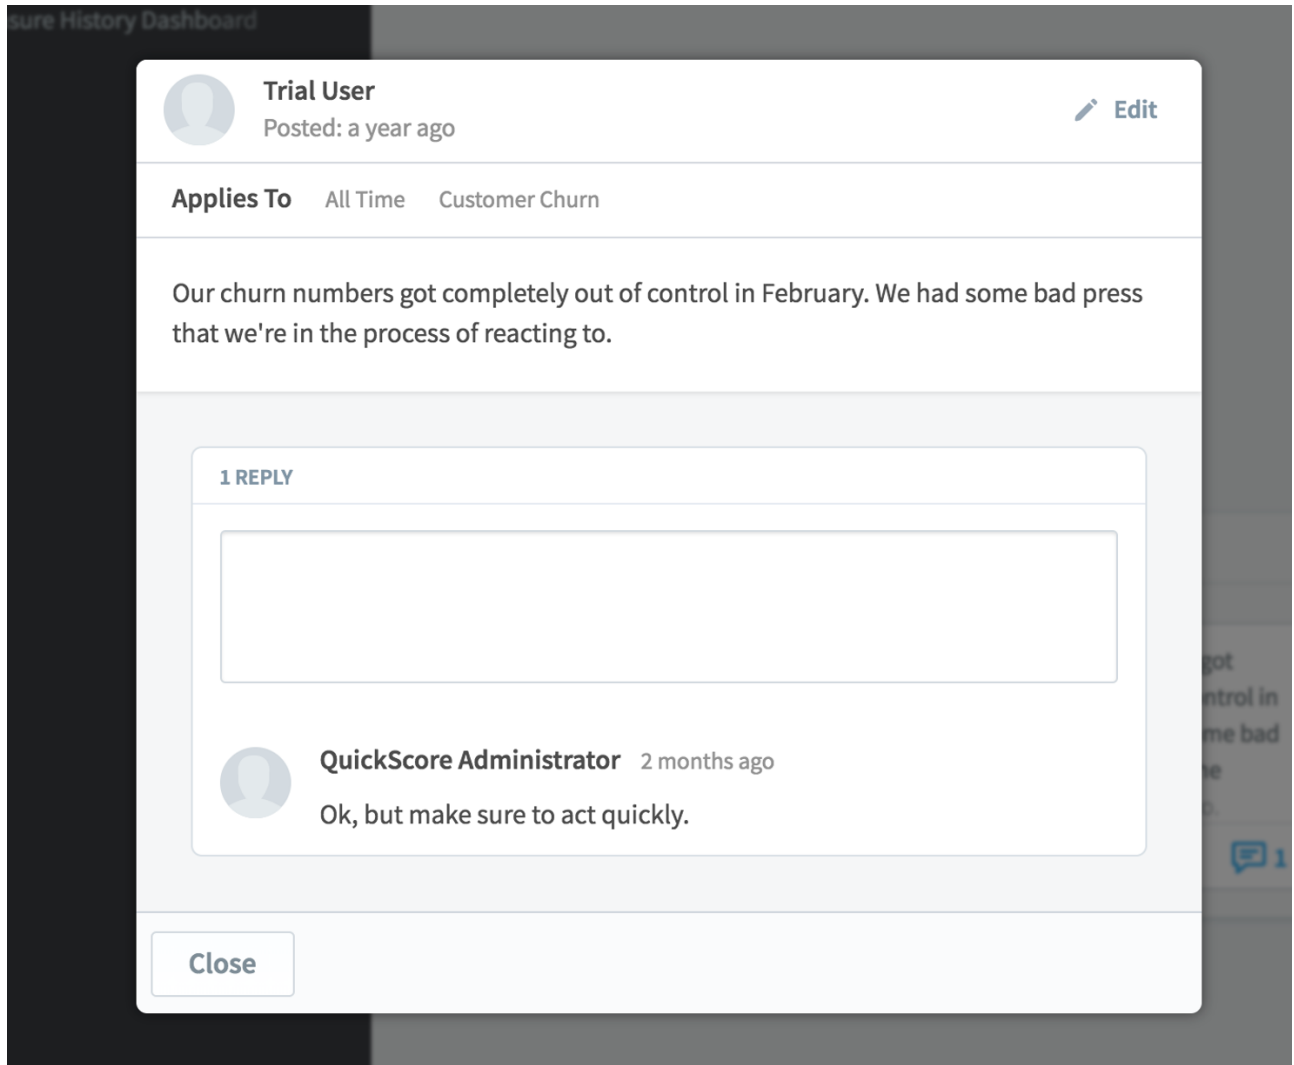 sure History Dashboard
Trial User
Posted: a year ago
Edit
Applies To All Time Customer Churn
Our churn numbers got completely out of control in February. We had some bad press
that we're in the process of reacting to.
1 REPLY
QuickScore Administrator 2 months ago
Ok, but make sure to act quickly.
Close
got
ntrol in
me bad
he
o.
1